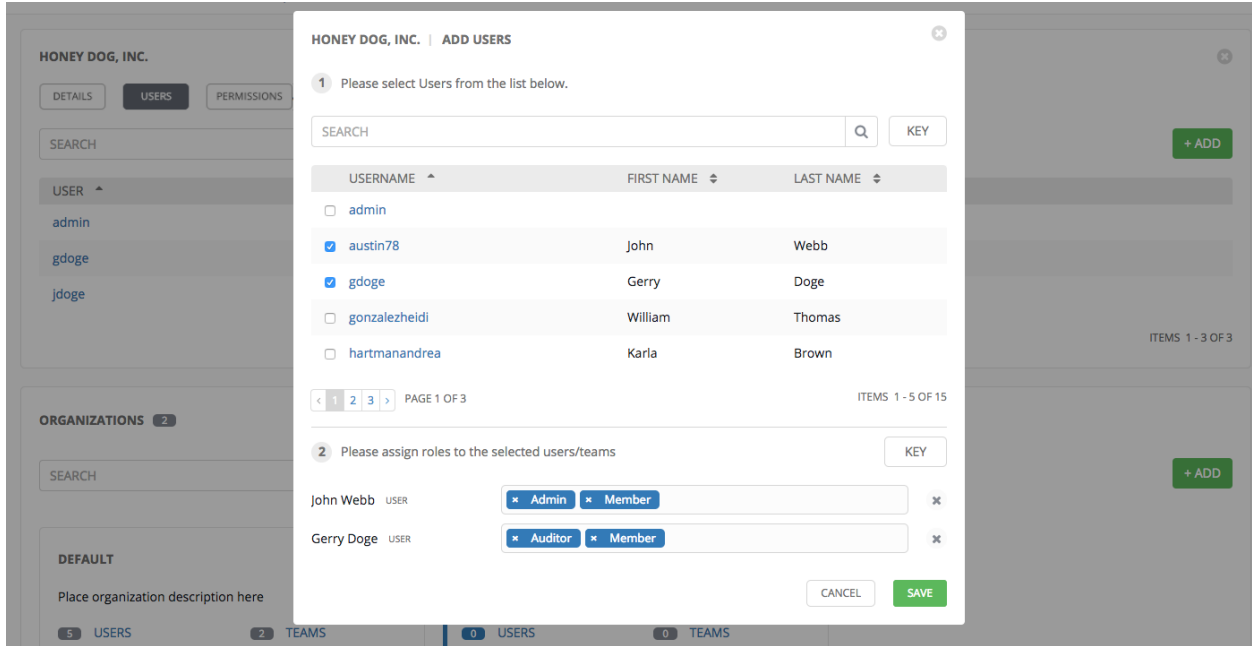 HONEY DOG, INC.
DETAILS USERS PERMISSIONS
SEARCH
+ ADD
USER
admin
gdoge
jdoge
ITEMS 1 - 3 OF 3
HONEY DOG, INC. | ADD USERS
1 Please select Users from the list below.
SEARCH KEY
USERNAME FIRST NAME LAST NAME
admin
austin78 John Webb
gdoge Gerry Doge
gonzalezheidi William Thomas
hartmanandrea Karla Brown
< 1 2 3 > PAGE 1 OF 3 ITEMS 1 - 5 OF 15
2 Please assign roles to the selected users/teams KEY
John Webb USER × Admin × Member ×
Gerry Doge USER × Auditor × Member ×
CANCEL SAVE
ORGANIZATIONS 2
SEARCH
+ ADD
DEFAULT
Place organization description here
5 USERS 2 TEAMS
0 USERS 0 TEAMS